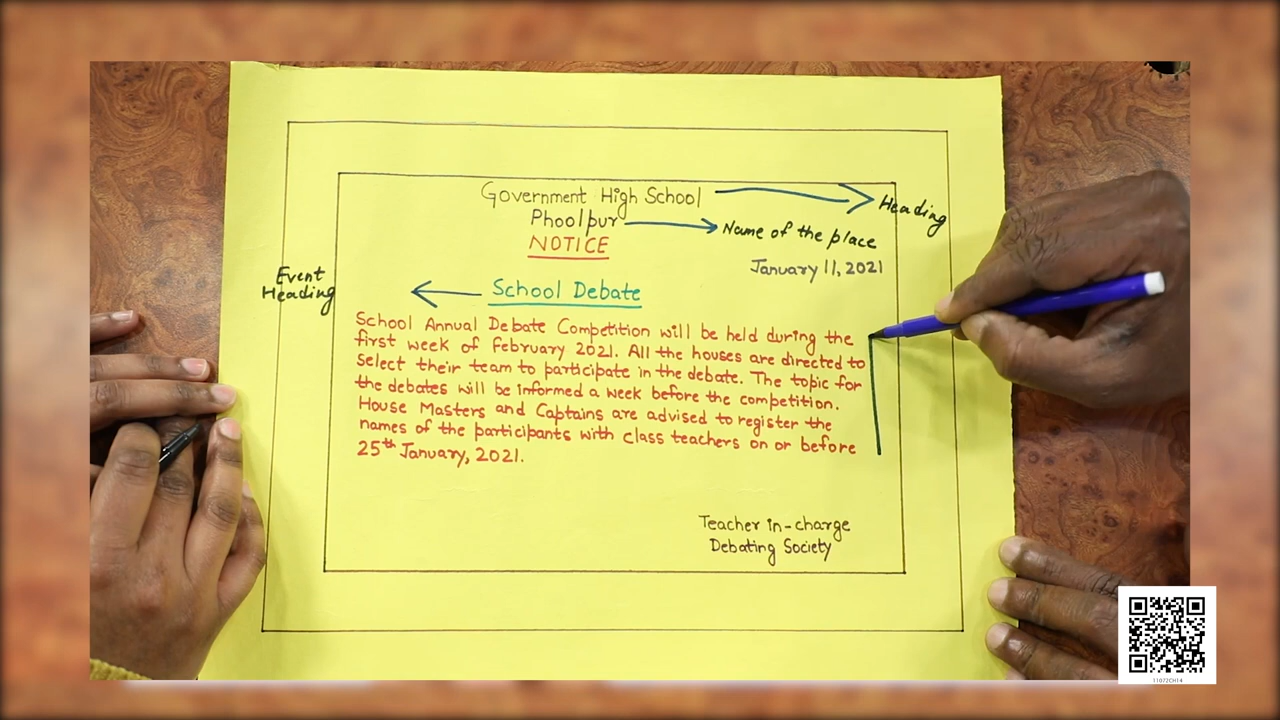 Government High School
Heading
Phoolpur
Name of the place
NOTICE
January 11, 2021
Event
Heading
School Debate
School Annual Debate Competition will be held during the
first week of February 2021. All the houses are directed to
select their team to participate in the debate. The topic for
the debates will be informed a week before the competition.
House Masters and Captains are advised to register the
names of the participants with class teachers on or before
25th January, 2021.
Teacher in-charge
Debating Society
11072CH14